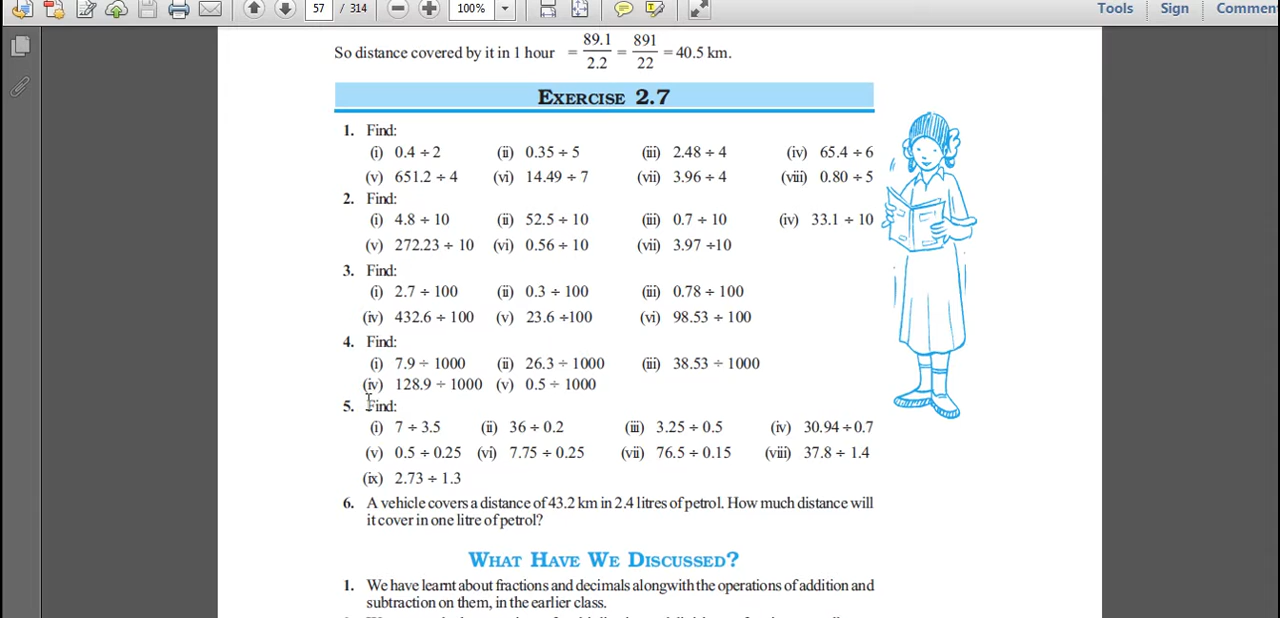 57 / 314 100% Tools Sign Commen
So distance covered by it in 1 hour = 89.1/2.2 = 891/22 = 40.5 km.
EXERCISE 2.7
1. Find:
(i) 0.4 ÷ 2 (ii) 0.35 ÷ 5 (iii) 2.48 ÷ 4 (iv) 65.4 ÷ 6
(v) 651.2 ÷ 4 (vi) 14.49 ÷ 7 (vii) 3.96 ÷ 4 (viii) 0.80 ÷ 5
2. Find:
(i) 4.8 ÷ 10 (ii) 52.5 ÷ 10 (iii) 0.7 ÷ 10 (iv) 33.1 ÷ 10
(v) 272.23 ÷ 10 (vi) 0.56 ÷ 10 (vii) 3.97 ÷10
3. Find:
(i) 2.7 ÷ 100 (ii) 0.3 ÷ 100 (iii) 0.78 ÷ 100
(iv) 432.6 ÷ 100 (v) 23.6 ÷100 (vi) 98.53 ÷ 100
4. Find:
(i) 7.9 ÷ 1000 (ii) 26.3 ÷ 1000 (iii) 38.53 ÷ 1000
(iv) 128.9 ÷ 1000 (v) 0.5 ÷ 1000
5. Find:
(i) 7 ÷ 3.5 (ii) 36 ÷ 0.2 (iii) 3.25 ÷ 0.5 (iv) 30.94 ÷ 0.7
(v) 0.5 ÷ 0.25 (vi) 7.75 ÷ 0.25 (vii) 76.5 ÷ 0.15 (viii) 37.8 ÷ 1.4
(ix) 2.73 ÷ 1.3
6. A vehicle covers a distance of 43.2 km in 2.4 litres of petrol. How much distance will
it cover in one litre of petrol?
WHAT HAVE WE DISCUSSED?
1. We have learnt about fractions and decimals alongwith the operations of addition and
subtraction on them, in the earlier class.